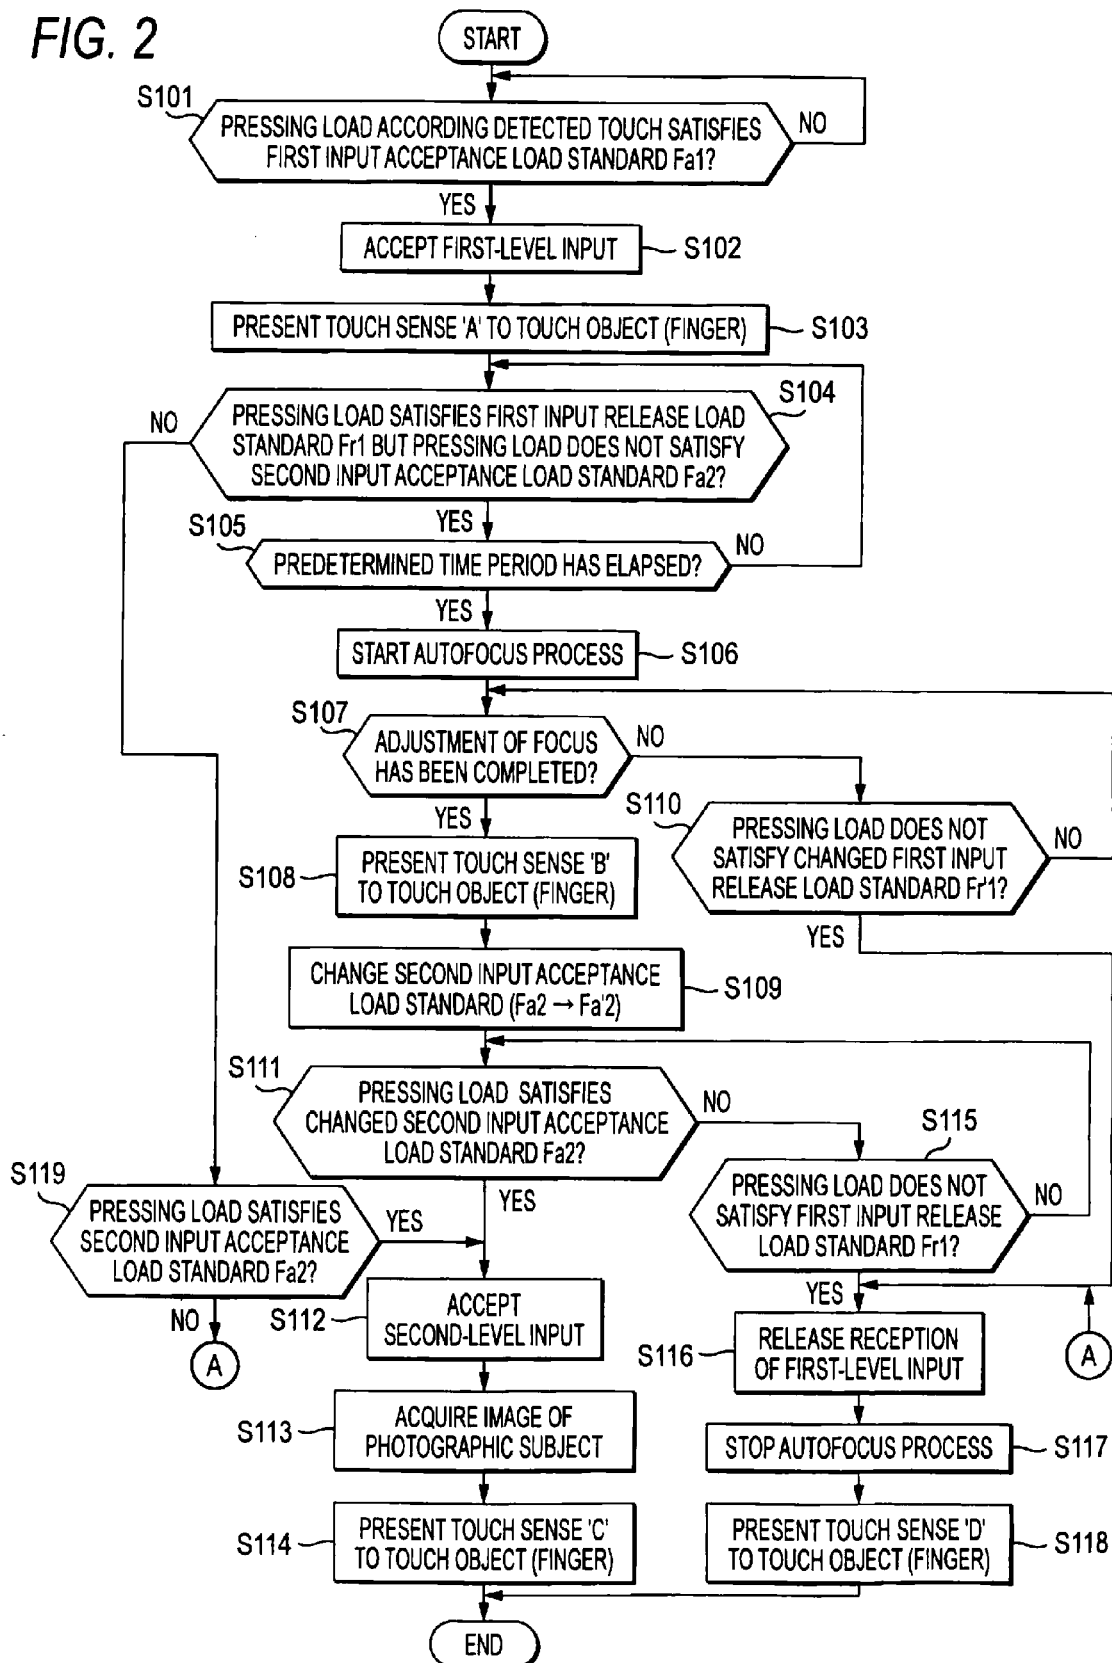 FIG. 2
START
S101
PRESSING LOAD ACCORDING DETECTED TOUCH SATISFIES
FIRST INPUT ACCEPTANCE LOAD STANDARD Fa1?
NO
YES
ACCEPT FIRST-LEVEL INPUT
S102
PRESENT TOUCH SENSE 'A' TO TOUCH OBJECT (FINGER)
S103
S104
NO
PRESSING LOAD SATISFIES FIRST INPUT RELEASE LOAD
STANDARD Fr1 BUT PRESSING LOAD DOES NOT SATISFY
SECOND INPUT ACCEPTANCE LOAD STANDARD Fa2?
YES
S105
PREDETERMINED TIME PERIOD HAS ELAPSED?
NO
YES
START AUTOFOCUS PROCESS
S106
S107
ADJUSTMENT OF FOCUS
HAS BEEN COMPLETED?
NO
YES
S110
PRESSING LOAD DOES NOT
SATISFY CHANGED FIRST INPUT
RELEASE LOAD STANDARD Fr'1?
NO
YES
S108
PRESENT TOUCH SENSE 'B'
TO TOUCH OBJECT (FINGER)
CHANGE SECOND INPUT ACCEPTANCE
LOAD STANDARD (Fa2 → Fa'2)
S109
S111
PRESSING LOAD SATISFIES
CHANGED SECOND INPUT ACCEPTANCE
LOAD STANDARD Fa2?
NO
YES
S115
PRESSING LOAD DOES NOT
SATISFY FIRST INPUT RELEASE
LOAD STANDARD Fr1?
NO
YES
S119
PRESSING LOAD SATISFIES
SECOND INPUT ACCEPTANCE
LOAD STANDARD Fa2?
YES
NO
A
S112
ACCEPT
SECOND-LEVEL INPUT
S116
RELEASE RECEPTION
OF FIRST-LEVEL INPUT
A
S113
ACQUIRE IMAGE OF
PHOTOGRAPHIC SUBJECT
STOP AUTOFOCUS PROCESS
S117
S114
PRESENT TOUCH SENSE 'C'
TO TOUCH OBJECT (FINGER)
PRESENT TOUCH SENSE 'D'
TO TOUCH OBJECT (FINGER)
S118
END